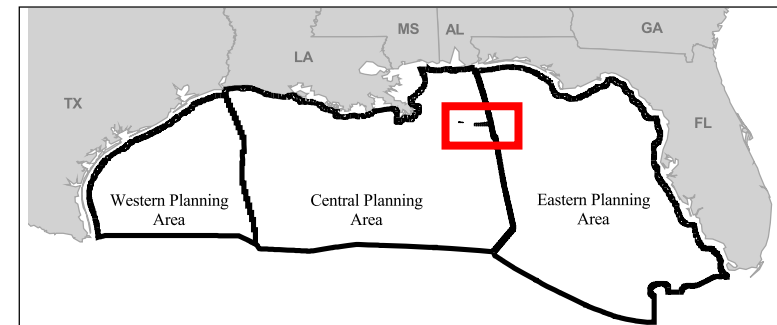 MS AL GA
LA
TX
FL
Western Planning
Area
Central Planning
Area
Eastern Planning
Area